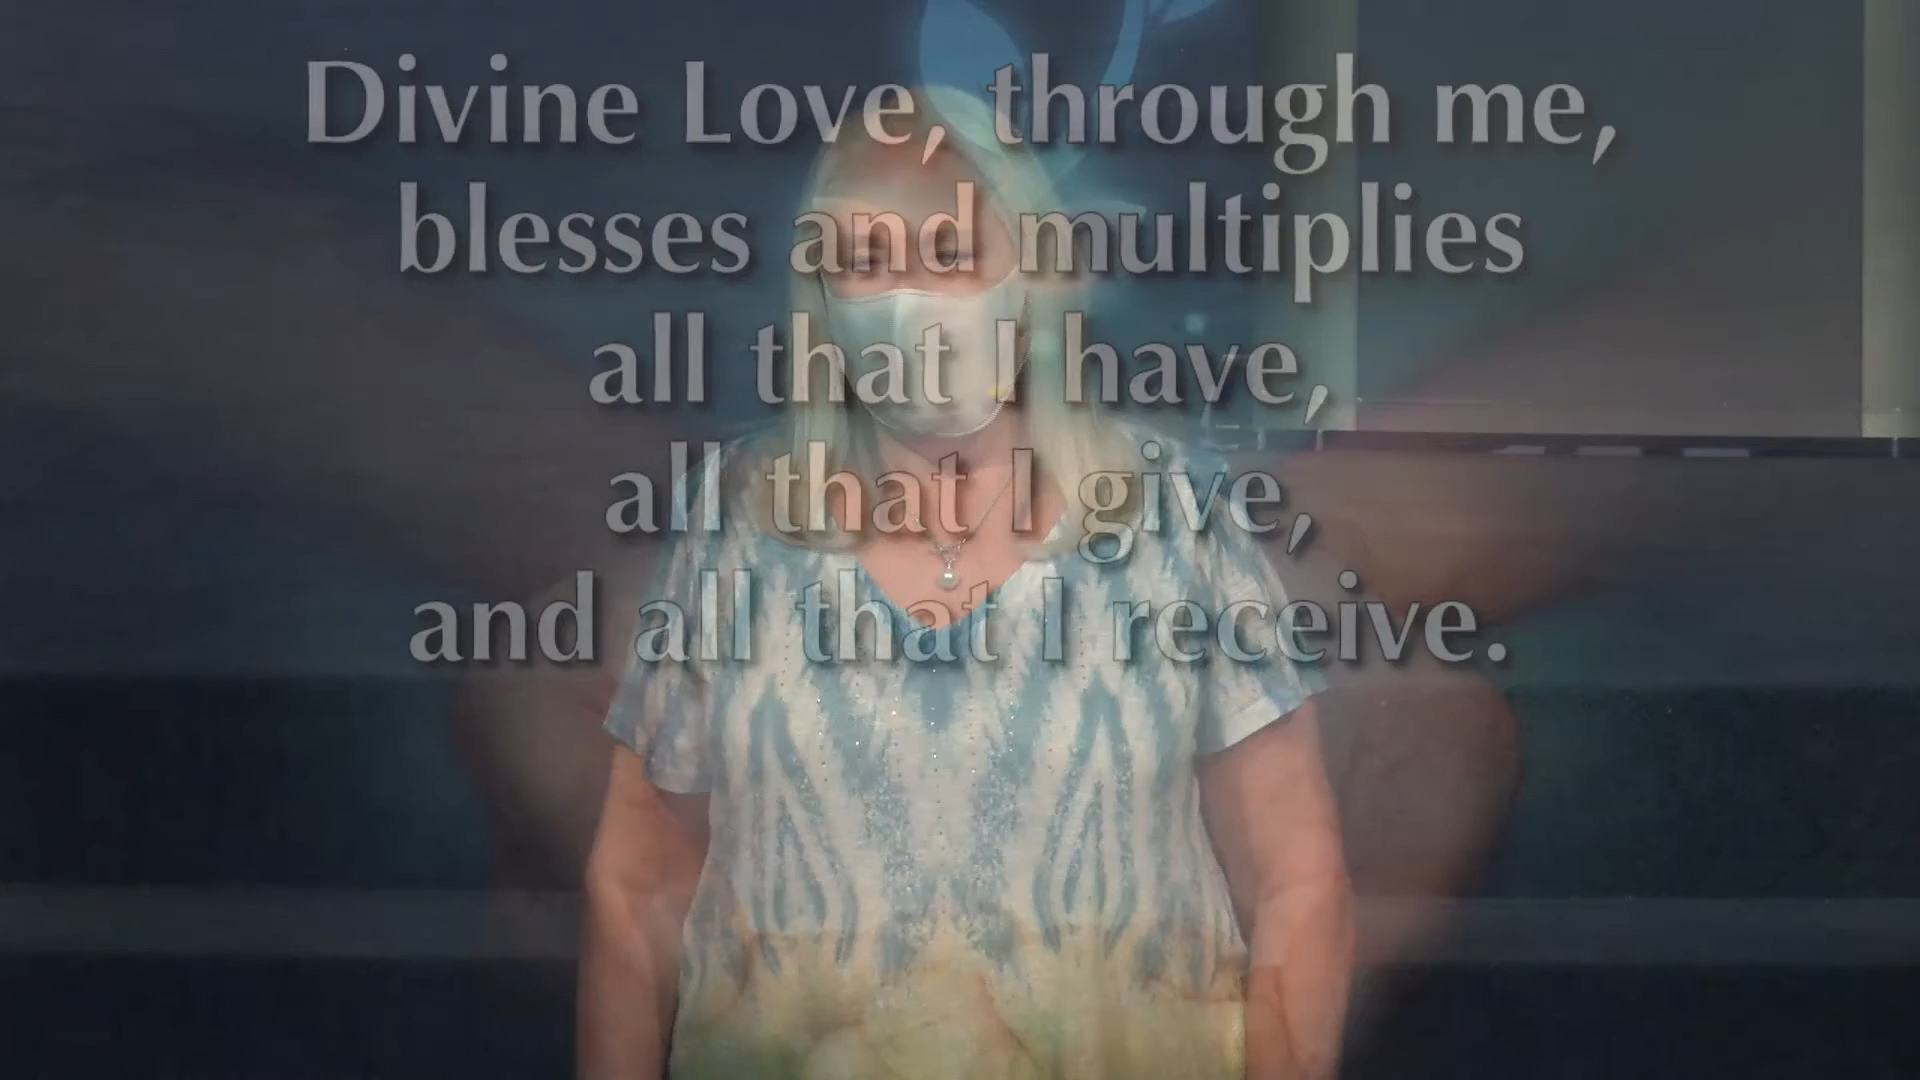 Divine Love, through me,
blesses and multiplies
all that I have,
all that I give,
and all that I receive.